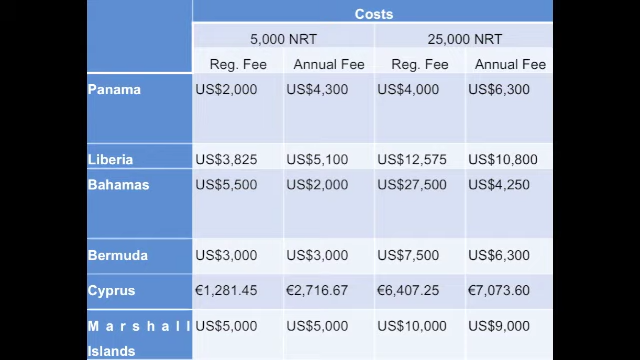 Costs
5,000 NRT 25,000 NRT
Reg. Fee Annual Fee Reg. Fee Annual Fee
Panama US$2,000 US$4,300 US$4,000 US$6,300
Liberia US$3,825 US$5,100 US$12,575 US$10,800
Bahamas US$5,500 US$2,000 US$27,500 US$4,250
Bermuda US$3,000 US$3,000 US$7,500 US$6,300
Cyprus €1,281.45 €2,716.67 €6,407.25 €7,073.60
Marshall US$5,000 US$5,000 US$10,000 US$9,000
Islands